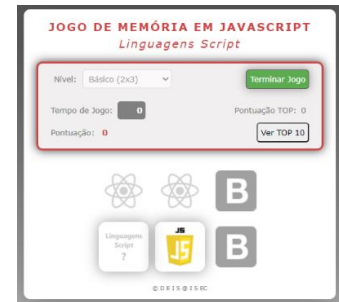 JOGO DE MEMÓRIA EM JAVASCRIPT
Linguagens Script
Nível: Básico (2x3) Terminar Jogo
Tempo de Jogo: 0 Pontuação TOP: 0
Pontuação: 0 Ver TOP 10
B
Linguagens
Script
?
JS
5
B
© D E I S @ I S E C